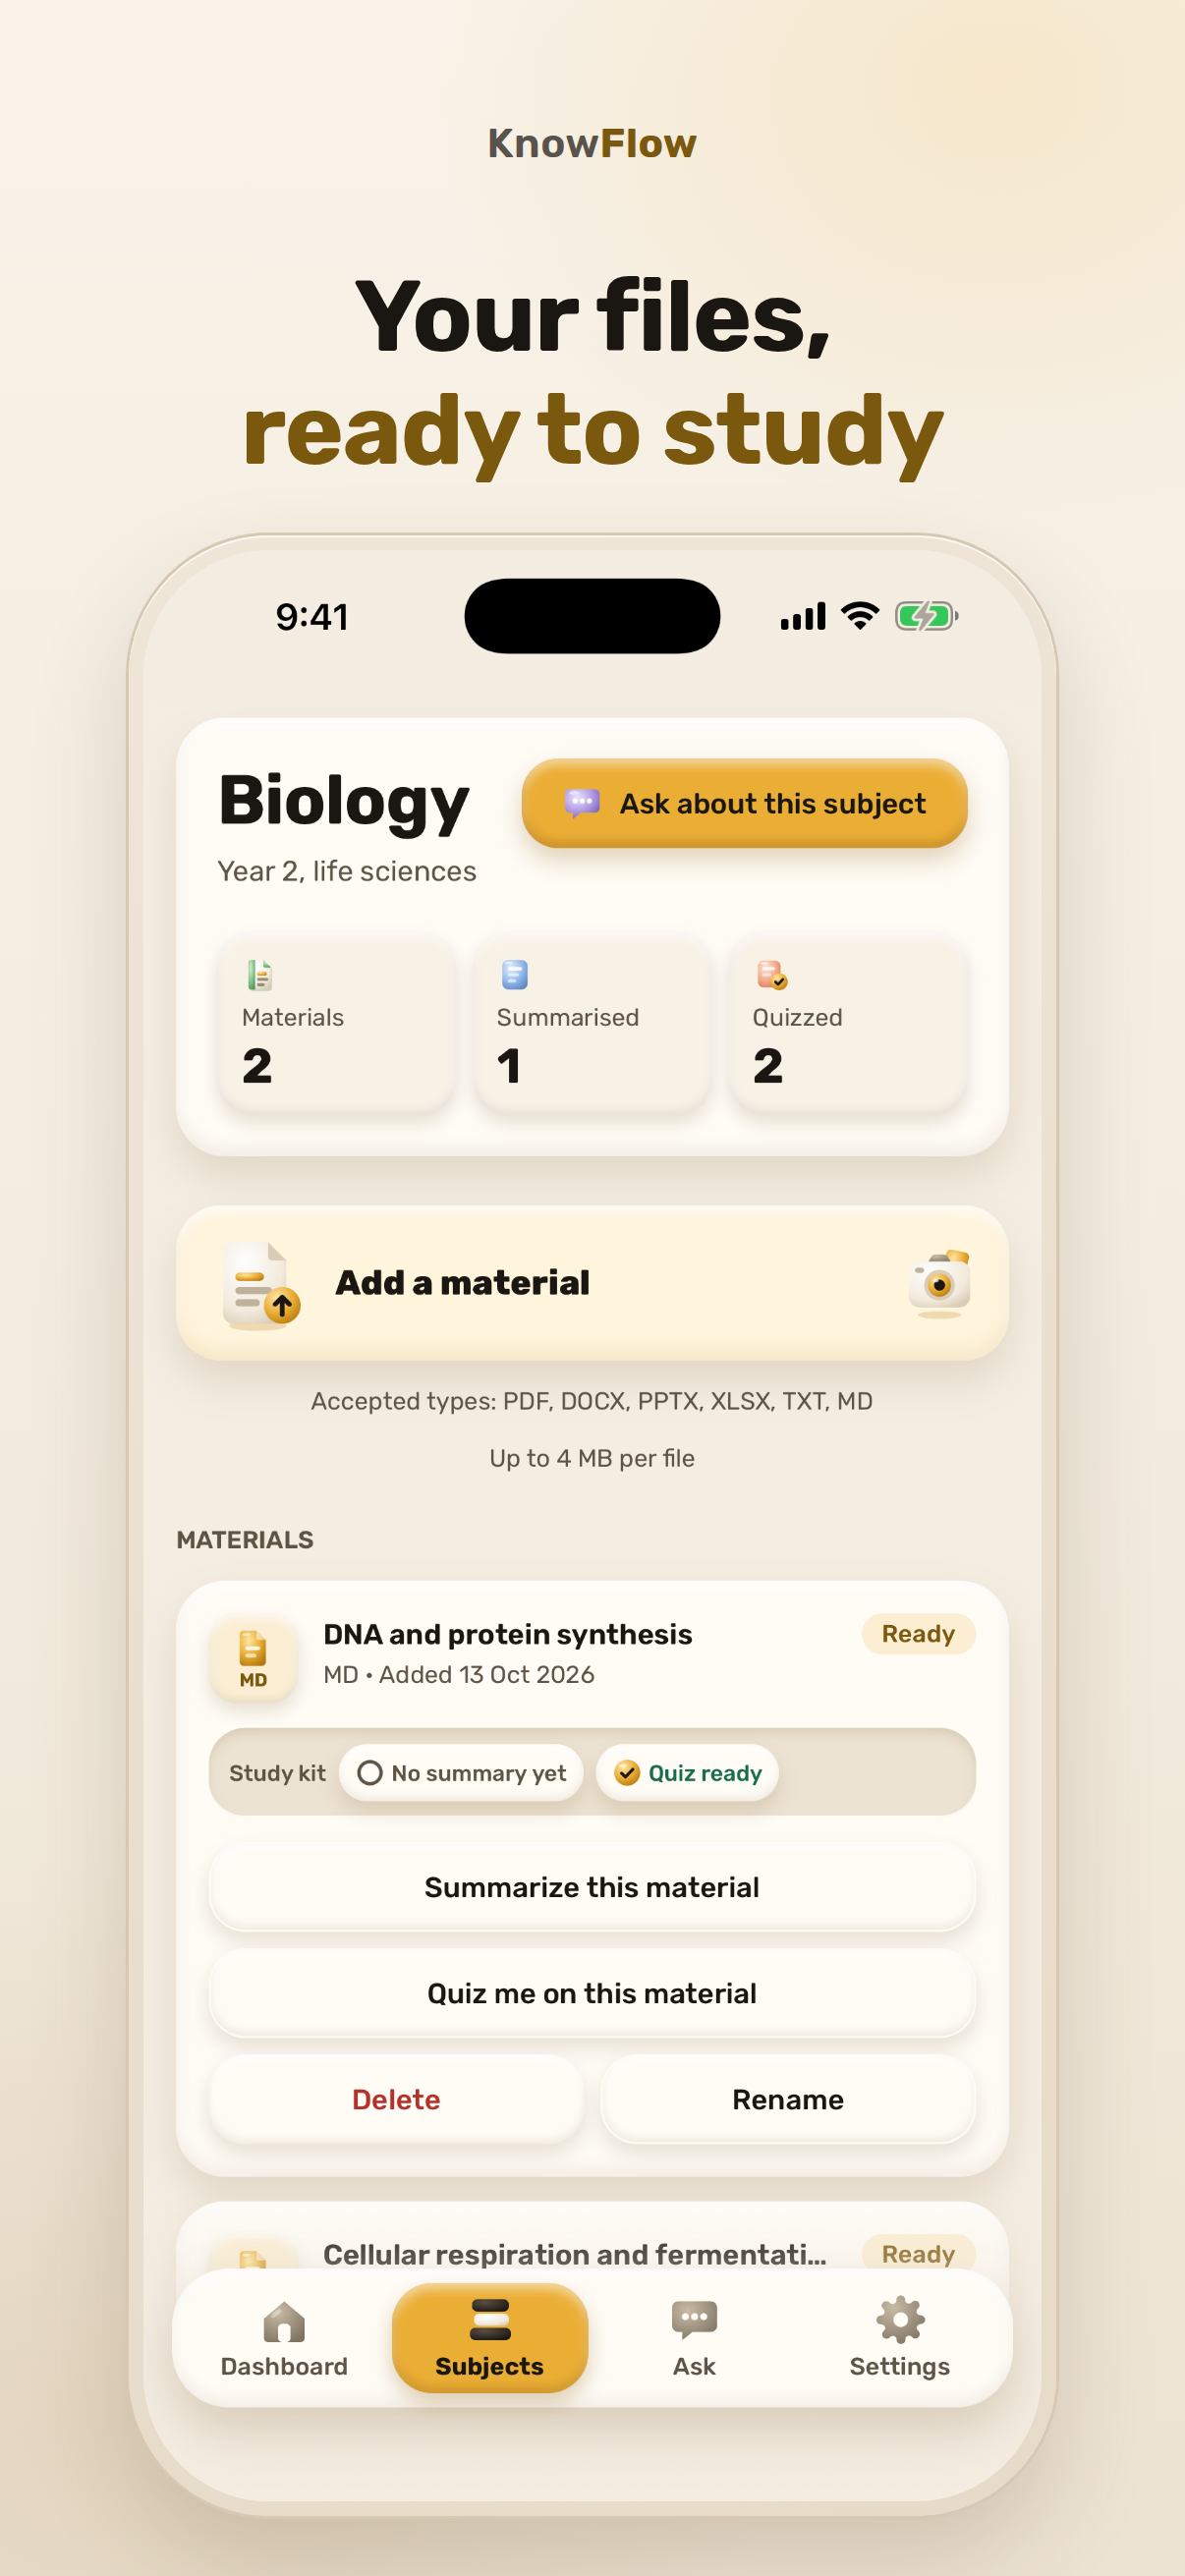 KnowFlow
Your files,
ready to study
9:41
Biology
Ask about this subject
Year 2, life sciences
Materials
2
Summarised
1
Quizzed
2
Add a material
Accepted types: PDF, DOCX, PPTX, XLSX, TXT, MD
Up to 4 MB per file
MATERIALS
MD
DNA and protein synthesis
Ready
MD • Added 13 Oct 2026
Study kit
No summary yet
Quiz ready
Summarize this material
Quiz me on this material
Delete
Rename
Cellular respiration and fermentati...
Ready
Dashboard
Subjects
Ask
Settings